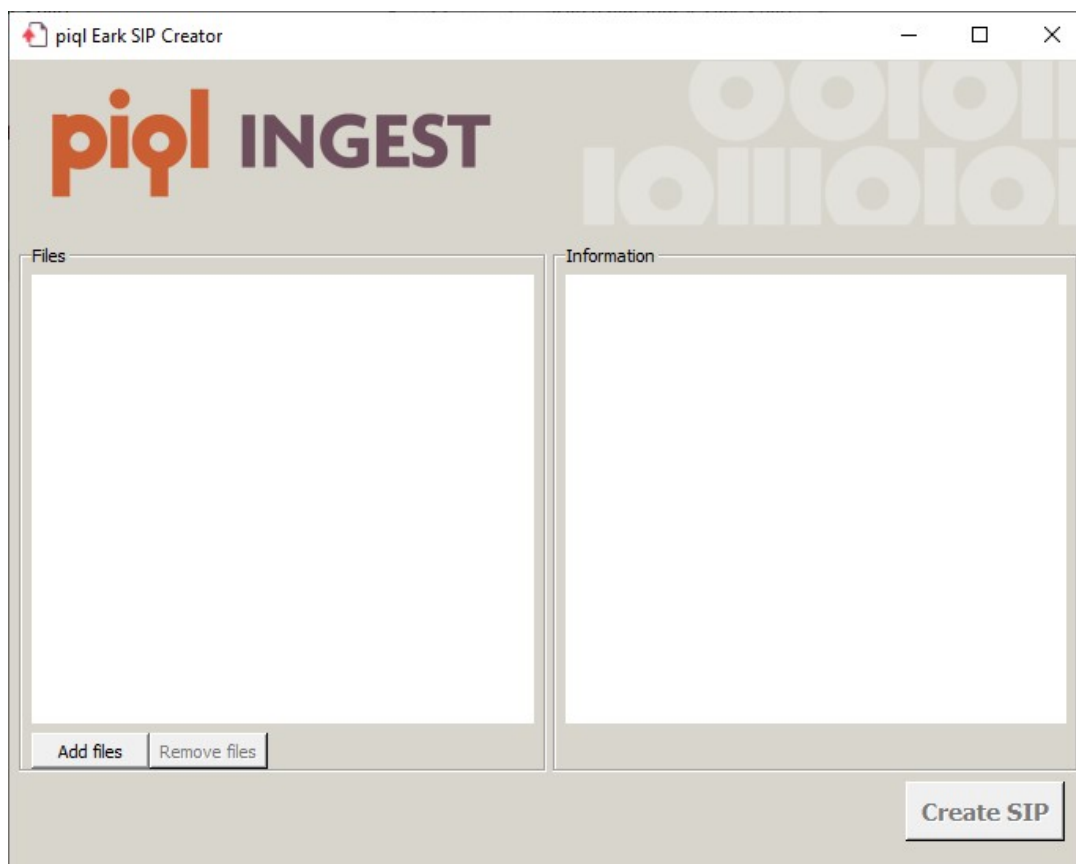 piql Eark SIP Creator
piql INGEST
Files
Information
Add files
Remove files
Create SIP